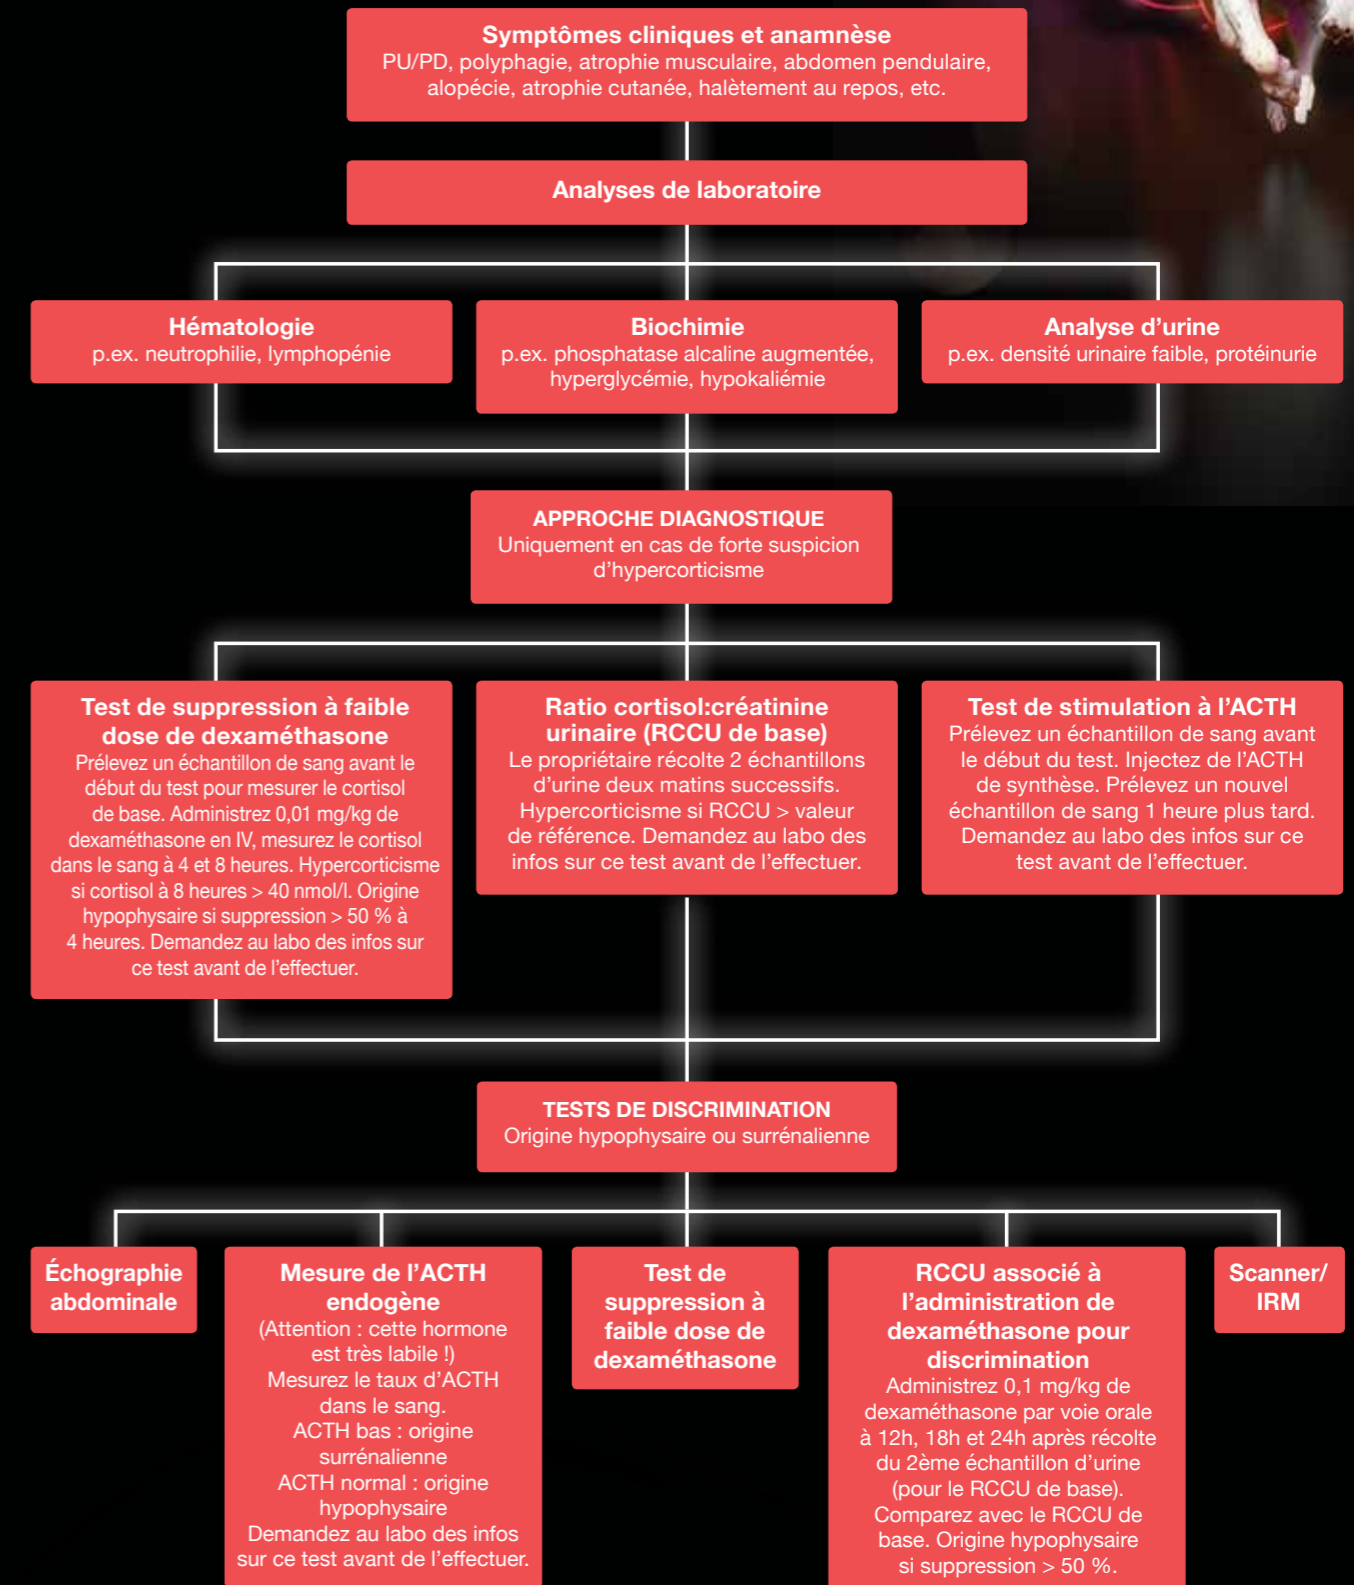 Symptômes cliniques et anamnèse
PU/PD, polyphagie, atrophie musculaire, abdomen pendulaire,
alopécie, atrophie cutanée, halètement au repos, etc.
Analyses de laboratoire
Hématologie
p.ex. neutrophilie, lymphopénie
Biochimie
p.ex. phosphatase alcaline augmentée,
hyperglycémie, hypokaliémie
Analyse d’urine
p.ex. densité urinaire faible, protéinurie
APPROCHE DIAGNOSTIQUE
Uniquement en cas de forte suspicion
d’hypercorticisme
Test de suppression à faible
dose de dexaméthasone
Prélevez un échantillon de sang avant le
début du test pour mesurer le cortisol
de base. Administrez 0,01 mg/kg de
dexaméthasone en IV, mesurez le cortisol
dans le sang à 4 et 8 heures. Hypercorticisme
si cortisol à 8 heures > 40 nmol/l. Origine
hypophysaire si suppression > 50 % à
4 heures. Demandez au labo des infos sur
ce test avant de l’effectuer.
Ratio cortisol:créatinine
urinaire (RCCU de base)
Le propriétaire récolte 2 échantillons
d’urine deux matins successifs.
Hypercorticisme si RCCU > valeur
de référence. Demandez au labo des
infos sur ce test avant de l’effectuer.
Test de stimulation à l’ACTH
Prélevez un échantillon de sang avant
le début du test. Injectez de l’ACTH
de synthèse. Prélevez un nouvel
échantillon de sang 1 heure plus tard.
Demandez au labo des infos sur ce
test avant de l’effectuer.
TESTS DE DISCRIMINATION
Origine hypophysaire ou surrénalienne
Échographie
abdominale
Mesure de l’ACTH
endogène
(Attention : cette hormone
est très labile !)
Mesurez le taux d’ACTH
dans le sang.
ACTH bas : origine
surrénalienne
ACTH normal : origine
hypophysaire
Demandez au labo des infos
sur ce test avant de l’effectuer.
Test de
suppression à
faible dose de
dexaméthasone
RCCU associé à
l’administration de
dexaméthasone pour
discrimination
Administrez 0,1 mg/kg de
dexaméthasone par voie orale
à 12h, 18h et 24h après récolte
du 2ème échantillon d’urine
(pour le RCCU de base).
Comparez avec le RCCU de
base. Origine hypophysaire
si suppression > 50 %.
Scanner/
IRM